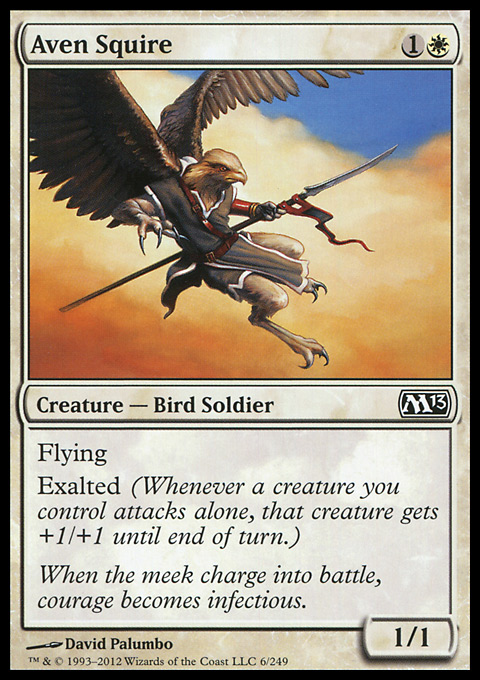 Aven Squire 1
Creature — Bird Soldier M13
Flying
Exalted (Whenever a creature you
control attacks alone, that creature gets
+1/+1 until end of turn.)
When the meek charge into battle,
courage becomes infectious.
David Palumbo
1/1
™ & © 1993–2012 Wizards of the Coast LLC 6/249